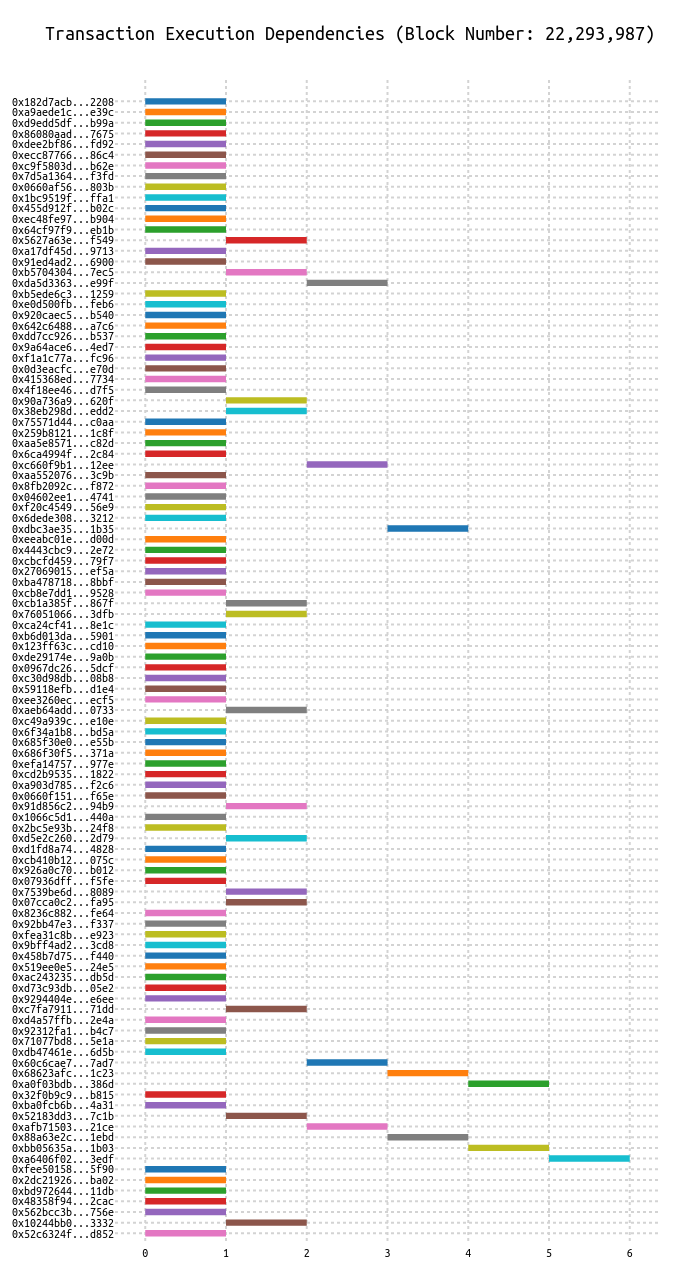 Transaction Execution Dependencies (Block Number: 22,293,987)
0x182d7acb...2208
0xa9aede1c...e39c
0xd9edd5df...b99a
0x86080aad...7675
0xdee2bf86...fd92
0xecc87766...86c4
0xc9f5803d...b62e
0x7d5a1364...f3fd
0x0660af56...803b
0x1bc9519f...ffa1
0x455d912f...b02c
0xec48fe97...b904
0x64cf97f9...eb1b
0x5627a63e...f549
0xa17df45d...9713
0x91ed4ad2...6900
0xb5704304...7ec5
0xda5d3363...e99f
0xb5ede6c3...1259
0xe0d500fb...feb6
0x920caec5...b540
0x642c6488...a7c6
0xdd7cc926...b537
0x9a64ace6...4ed7
0xf1a1c77a...fc96
0x0d3eacfc...e70d
0x415368ed...7734
0x4f18ee46...d7f5
0x90a736a9...620f
0x38eb298d...edd2
0x75571d44...c0aa
0x259b8121...1c8f
0xaa5e8571...c82d
0x6ca4994f...2c84
0xc660f9b1...12ee
0xaa552076...3c9b
0x8fb2092c...f872
0x04602ee1...4741
0xf20c4549...56e9
0x6dede308...3212
0xdbc3ae35...1b35
0xeeabc01e...d00d
0x4443cbc9...2e72
0xcbcfd459...79f7
0x27069015...ef5a
0xba478718...8bbf
0xcb8e7dd1...9528
0xcb1a385f...867f
0x76051066...3dfb
0xca24cf41...8e1c
0xb6d013da...5901
0x123ff63c...cd10
0xde29174e...9a0b
0x0967dc26...5dcf
0xc30d98db...08b8
0x59118efb...d1e4
0xee3260ec...ecf5
0xaeb64add...0733
0xc49a939c...e10e
0x6f34a1b8...bd5a
0x685f30e0...e55b
0x686f30f5...371a
0xefa14757...977e
0xcd2b9535...1822
0xa903d785...f2c6
0x0660f151...f65e
0x91d856c2...94b9
0x1066c5d1...440a
0x2bc5e93b...24f8
0xd5e2c260...2d79
0xd1fd8a74...4828
0xcb410b12...075c
0x926a0c70...b012
0x07936dff...f5fe
0x7539be6d...8089
0x07cca0c2...fa95
0x8236c882...fe64
0x92bb47e3...f337
0xfea31c8b...e923
0x9bff4ad2...3cd8
0x458b7d75...f440
0x519ee0e5...24e5
0xac243235...db5d
0xd73c93db...05e2
0x9294404e...e6ee
0xc7fa7911...71dd
0xd4a57ffb...2e4a
0x92312fa1...b4c7
0x71077bd8...5e1a
0xdb47461e...6d5b
0x60c6cae7...7ad7
0x68623afc...1c23
0xa0f03bdb...386d
0x32f0b9c9...b815
0xba0fcb6b...4a31
0x52183dd3...7c1b
0xafb71503...21ce
0x88a63e2c...1ebd
0xbb05635a...1b03
0xa6406f02...3edf
0xfee50158...5f90
0x2dc21926...ba02
0xbd972644...11db
0x48358f94...2cac
0x562bcc3b...756e
0x10244bb0...3332
0x52c6324f...d852
0 1 2 3 4 5 6